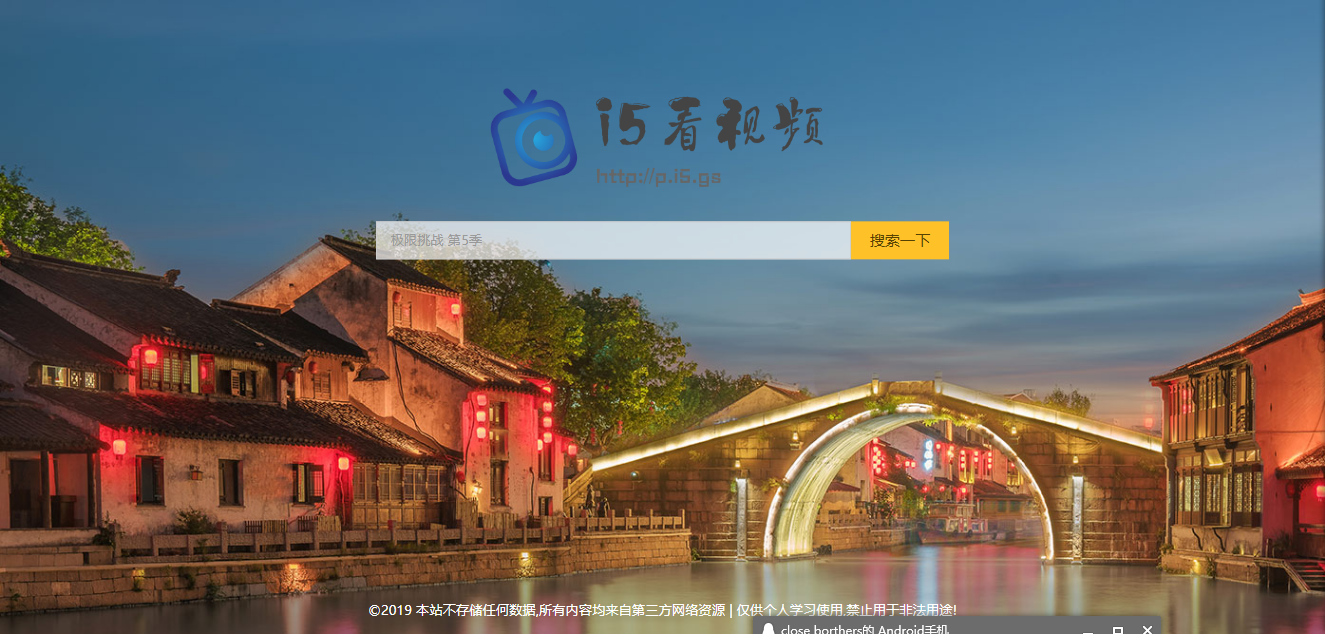 i5看视频
http://p.i5.gs
极限挑战 第5季
搜索一下
©2019 本站不存储任何数据,所有内容均来自第三方网络资源 | 仅供个人学习使用,禁止用于非法用途!
close borthers的 Android手机